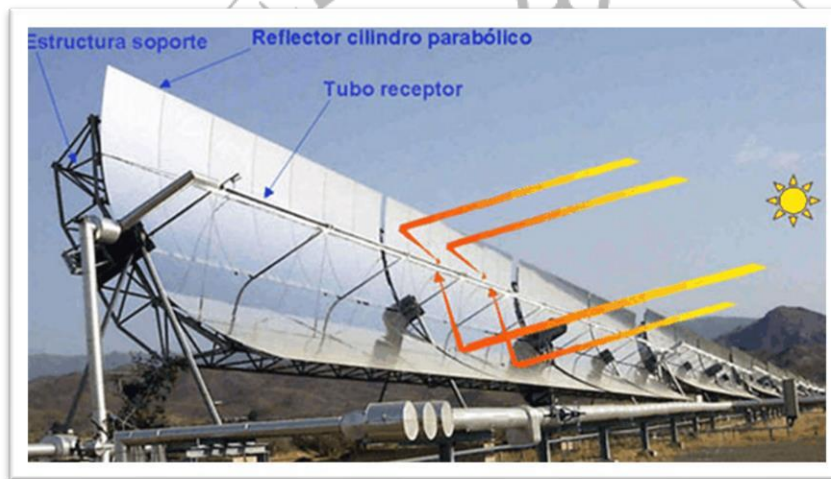 Estructura soporte
Reflector cilindro parabólico
Tubo receptor